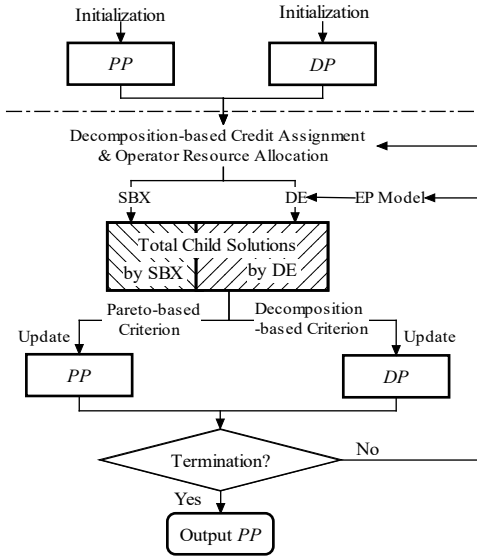 Initialization
Initialization
PP
DP
Decomposition-based Credit Assignment
& Operator Resource Allocation
SBX
DE
EP Model
Total Child Solutions
by SBX
by DE
Pareto-based
Criterion
Decomposition
-based Criterion
Update
Update
PP
DP
Termination?
No
Yes
Output PP